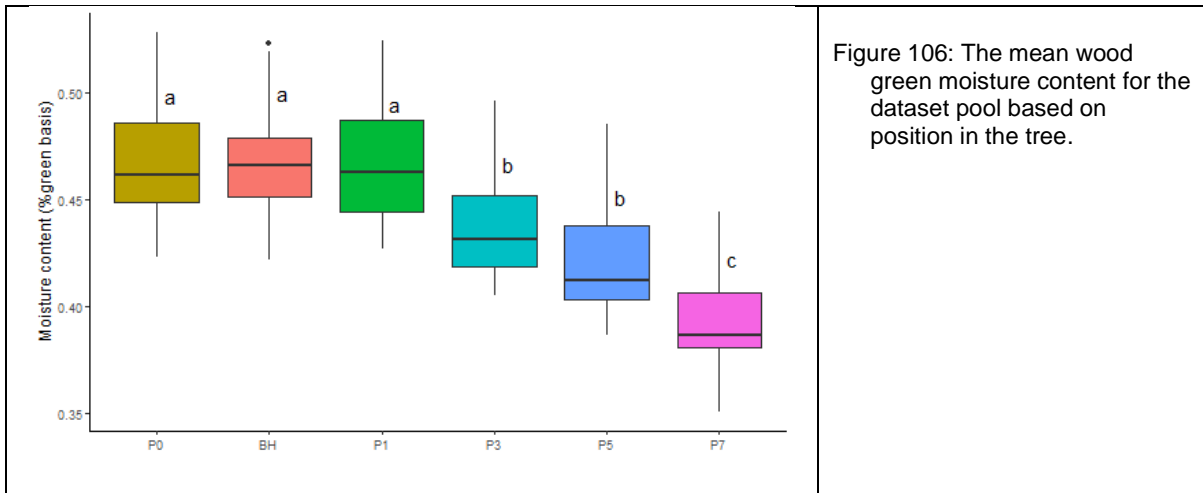 Moisture content (%green basis)
0.50
0.45
0.40
0.35
a
a
a
b
b
c
P0
BH
P1
P3
P5
P7
Figure 106: The mean wood
green moisture content for the
dataset pool based on
position in the tree.